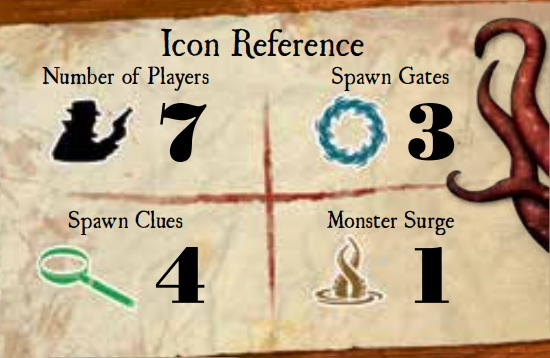 Icon Reference
Number of Players
7
Spawn Gates
3
Spawn Clues
4
Monster Surge
1